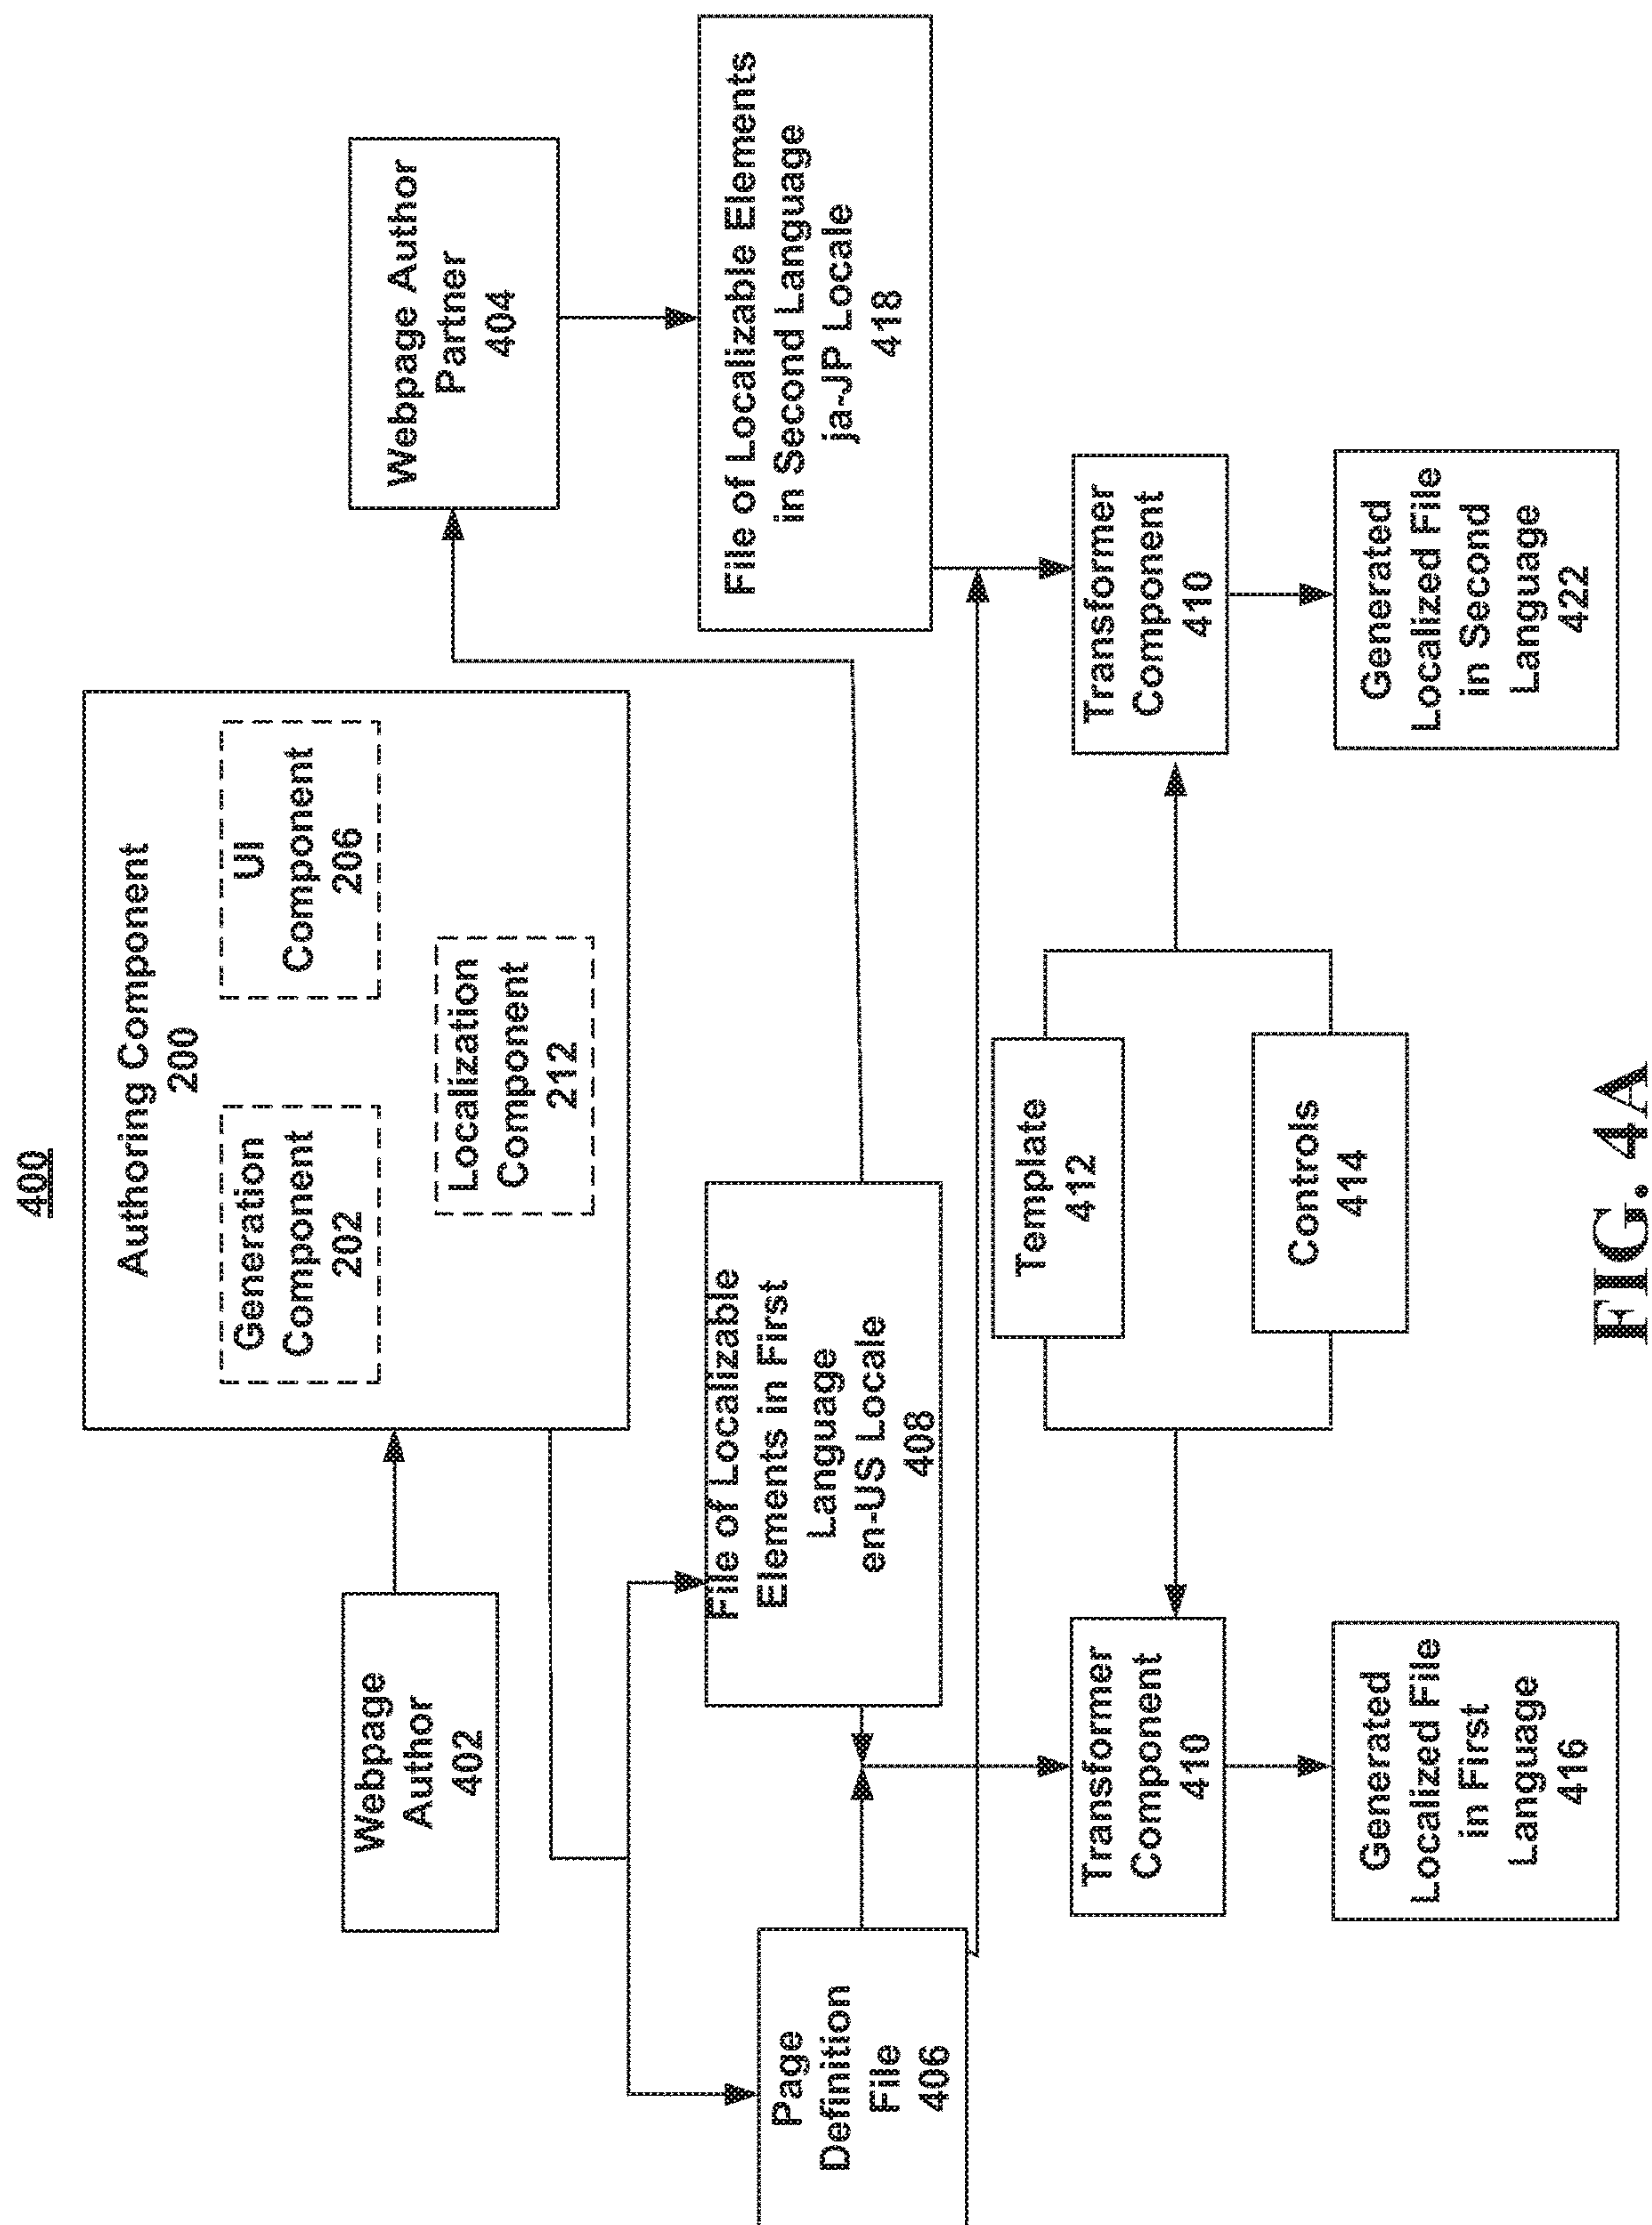 400
Authoring Component
200
Generation
Component
202
UI
Component
206
Localization
Component
212
Webpage
Author
402
Webpage Author
Partner
404
Page
Definition
File
406
File of Localizable
Elements in First
Language
en-US Locale
408
File of Localizable Elements
in Second Language
ja-JP Locale
418
Transformer
Component
410
Template
412
Controls
414
Transformer
Component
410
Generated
Localized File
in First
Language
416
Generated
Localized File
in Second
Language
422
FIG. 4A